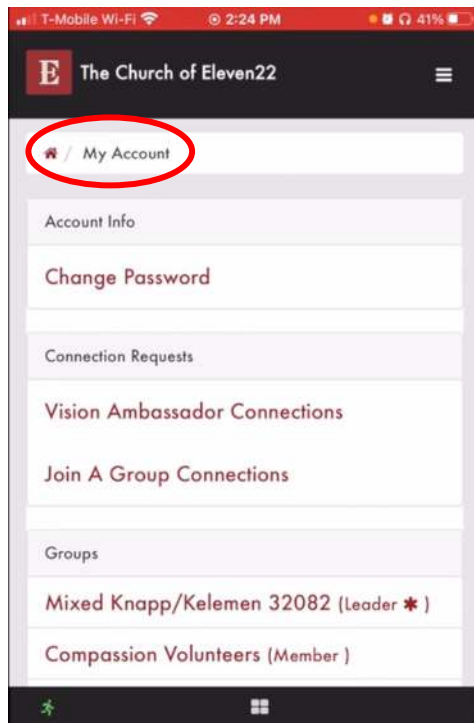 T-Mobile Wi-Fi 2:24 PM 41%
E The Church of Eleven22
/ My Account
Account Info
Change Password
Connection Requests
Vision Ambassador Connections
Join A Group Connections
Groups
Mixed Knapp/Kelemen 32082 (Leader ✱ )
Compassion Volunteers (Member )